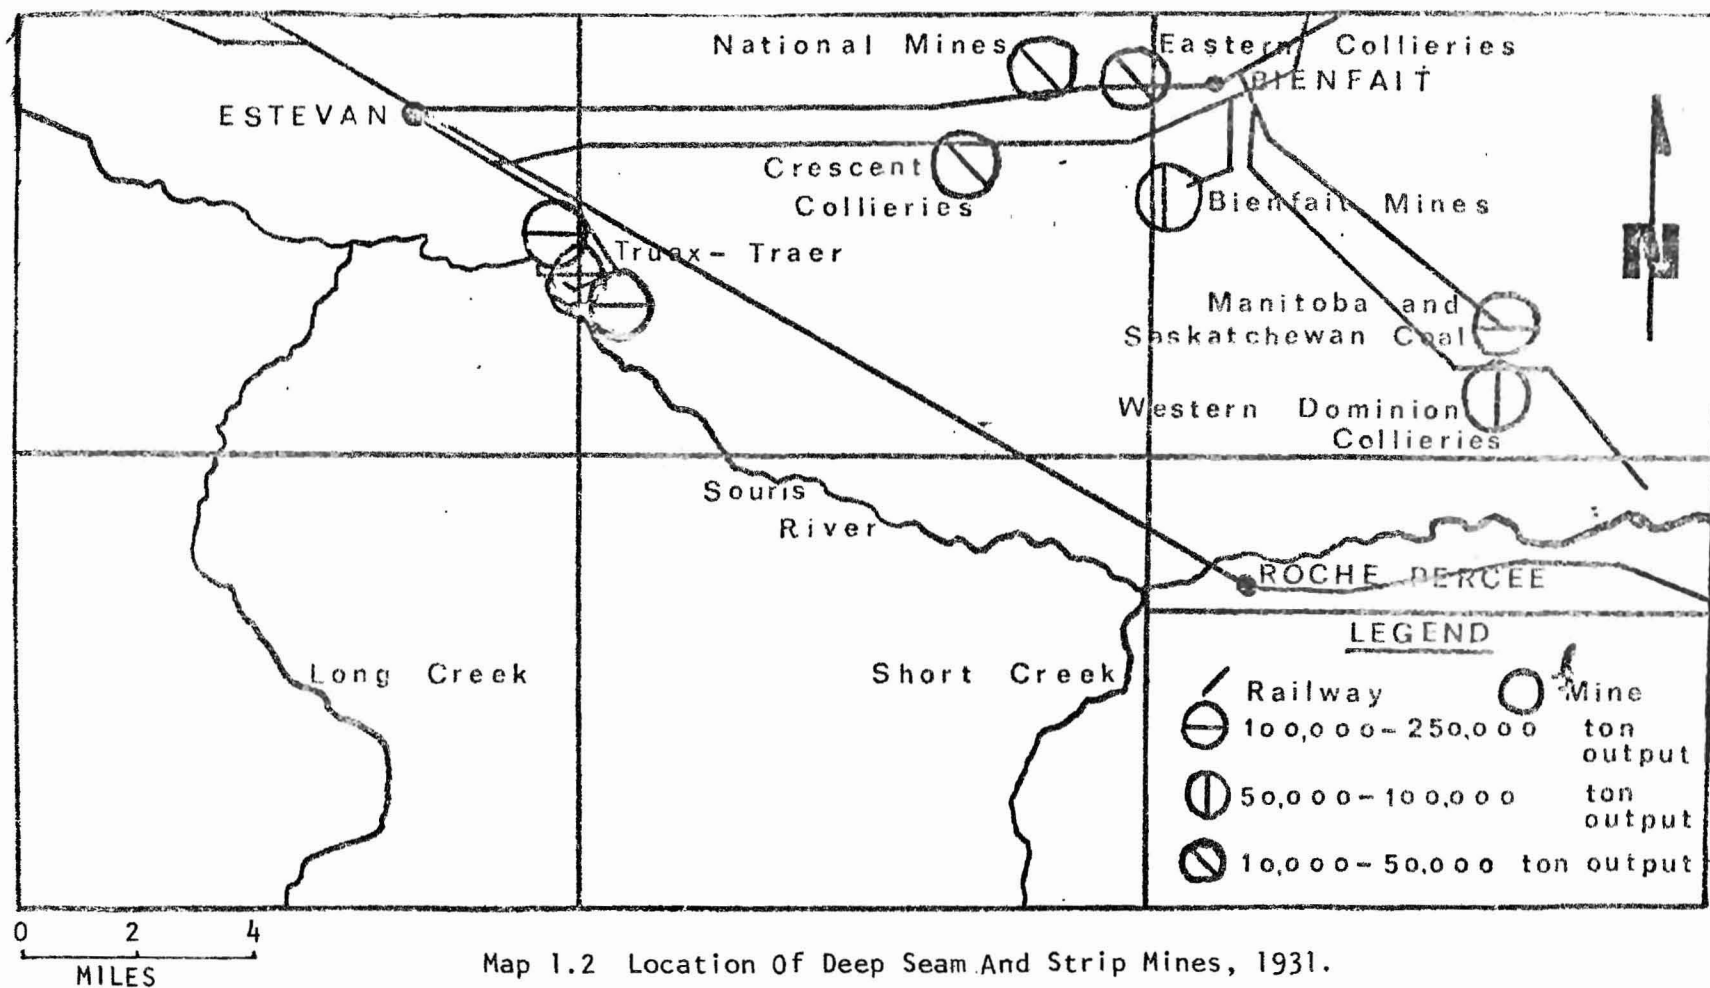 National Mines
Eastern Collieries
BIENFAIT
ESTEVAN
Crescent
Collieries
Bienfait Mines
Truax- Traer
N
Manitoba and
Saskatchewan Coal
Western Dominion
Collieries
Souris
River
ROCHE PERCEE
Long Creek
Short Creek
LEGEND
Railway Mine
100,000-250,000 ton
output
50,000-100,000 ton
output
10,000-50,000 ton output
0 2 4
MILES
Map 1.2 Location Of Deep Seam And Strip Mines, 1931.